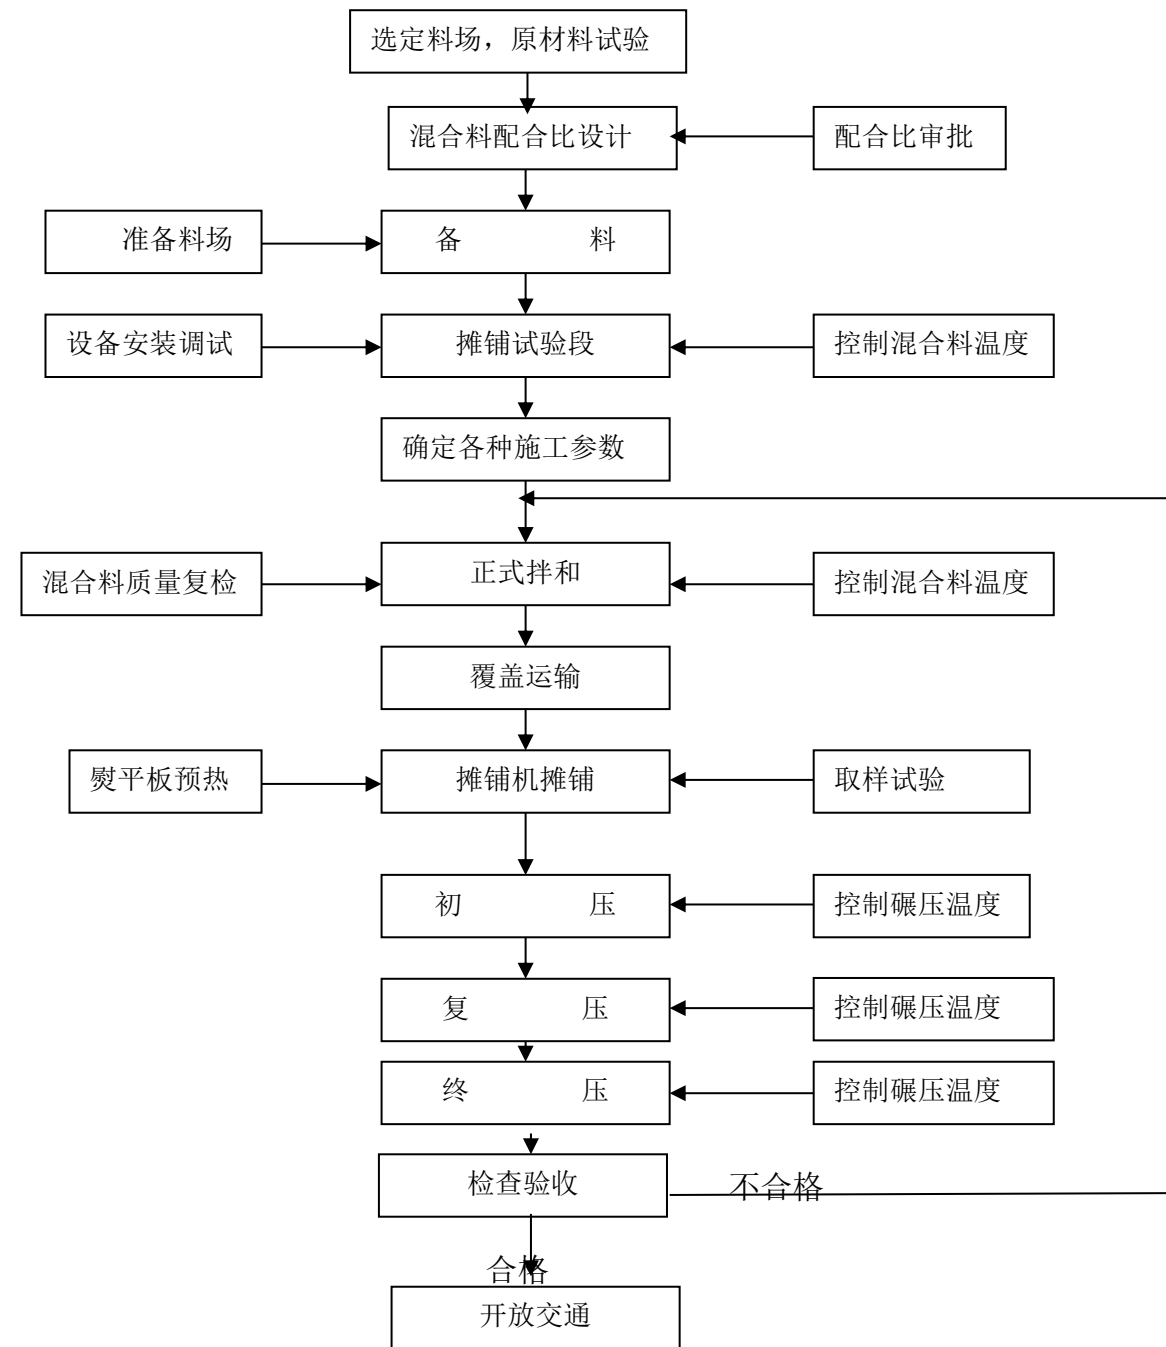 选定料场，原材料试验
混合料配合比设计
配合比审批
准备料场
备 料
设备安装调试
摊铺试验段
控制混合料温度
确定各种施工参数
混合料质量复检
正式拌和
控制混合料温度
覆盖运输
熨平板预热
摊铺机摊铺
取样试验
初 压
控制碾压温度
复 压
控制碾压温度
终 压
控制碾压温度
检查验收
不合格
合格
开放交通